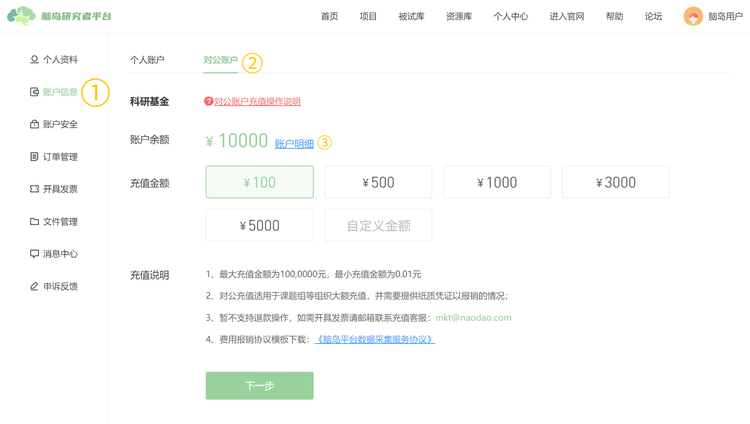 脑岛研究者平台
首页 项目 被试库 资源库 个人中心 进入官网 帮助 论坛 脑岛用户
个人资料
账户信息 ①
账户安全
订单管理
开具发票
文件管理
消息中心
申诉反馈
个人账户 对公账户 ②
科研基金 ?对公账户充值操作说明
账户余额 ¥ 10000 账户明细 ③
充值金额 ¥100 ¥500 ¥1000 ¥3000
¥5000 自定义金额
充值说明 1、最大充值金额为100,0000元，最小充值金额为0.01元
2、对公充值适用于课题组等组织大额充值，并需要提供纸质凭证以报销的情况；
3、暂不支持退款操作，如需开具发票请邮箱联系充值客服：mkt@naodao.com
4、费用报销协议模板下载：《脑岛平台数据采集服务协议》
下一步